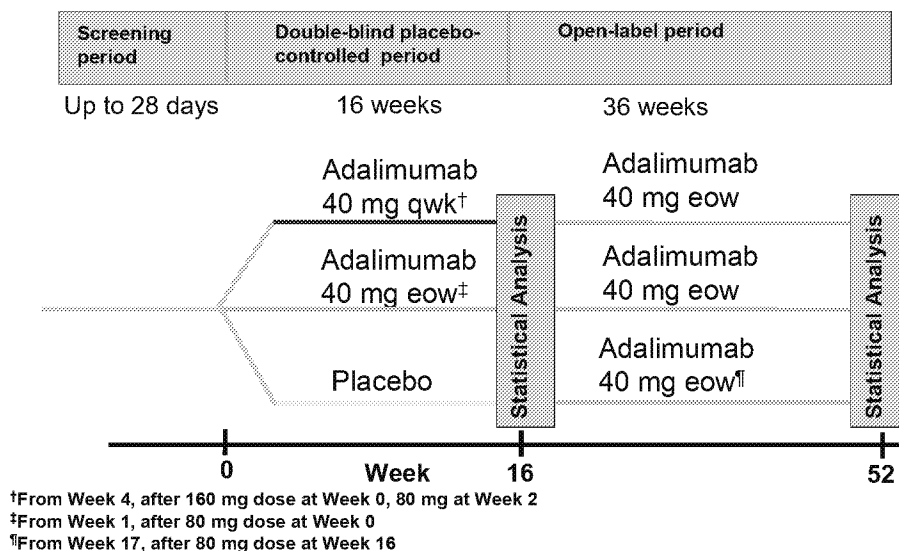 Screening
period
Double-blind placebo-
controlled period
Open-label period
Up to 28 days
16 weeks
36 weeks
Adalimumab
40 mg qwk†
Adalimumab
40 mg eow
Adalimumab
40 mg eow‡
Adalimumab
40 mg eow
Placebo
Adalimumab
40 mg eow¶
Statistical Analysis
Statistical Analysis
0
Week
16
52
†From Week 4, after 160 mg dose at Week 0, 80 mg at Week 2
‡From Week 1, after 80 mg dose at Week 0
¶From Week 17, after 80 mg dose at Week 16